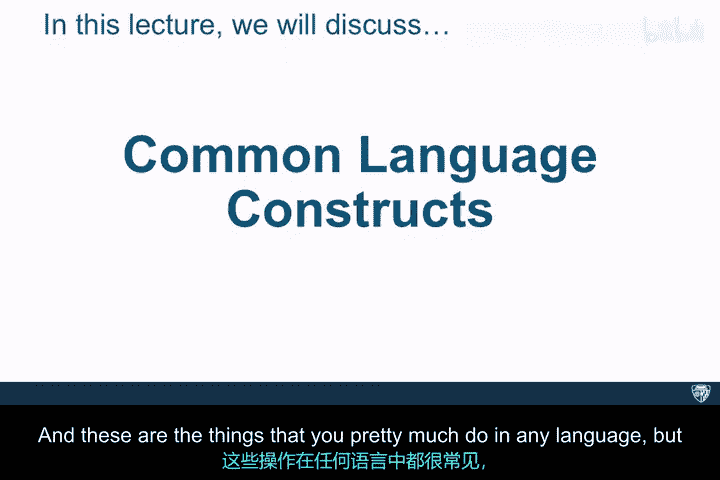 In this lecture, we will discuss…
Common Language
Constructs
And these are the things that you pretty much do in any language, but
这些操作在任何语言中都很常见，